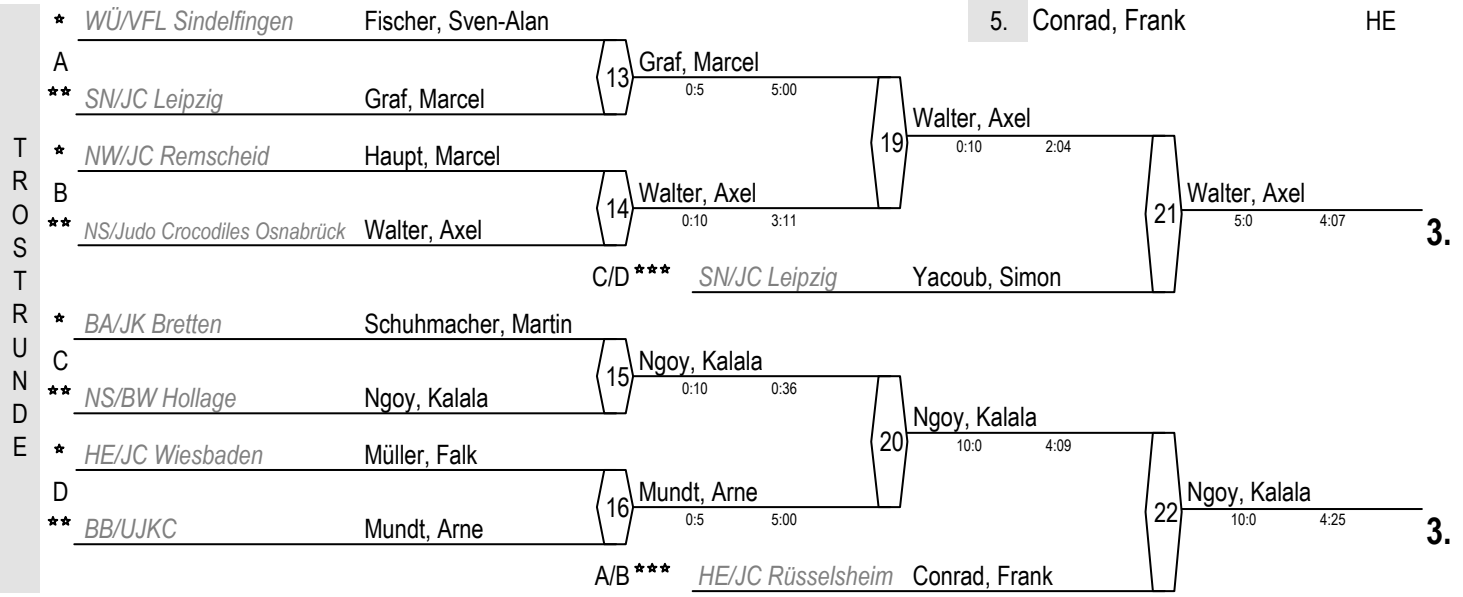 TROSTRUNDE
* WÜ/VFL Sindelfingen Fischer, Sven-Alan
5. Conrad, Frank HE
A
13 Graf, Marcel
0:5 5:00
** SN/JC Leipzig Graf, Marcel
19 Walter, Axel
0:10 2:04
* NW/JC Remscheid Haupt, Marcel
B
14 Walter, Axel
0:10 3:11
21 Walter, Axel
5:0 4:07
3.
** NS/Judo Crocodiles Osnabrück Walter, Axel
C/D *** SN/JC Leipzig Yacoub, Simon
* BA/JK Bretten Schuhmacher, Martin
C
15 Ngoy, Kalala
0:10 0:36
** NS/BW Hollage Ngoy, Kalala
20 Ngoy, Kalala
10:0 4:09
* HE/JC Wiesbaden Müller, Falk
D
16 Mundt, Arne
0:5 5:00
22 Ngoy, Kalala
10:0 4:25
3.
** BB/UJKC Mundt, Arne
A/B *** HE/JC Rüsselsheim Conrad, Frank